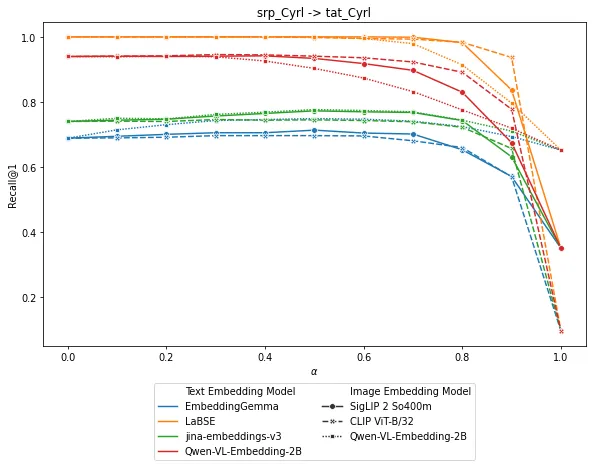 srp_Cyrl -> tat_Cyrl
Recall@1
1.0
0.8
0.6
0.4
0.2
0.0 0.2 0.4 0.6 0.8 1.0
α
Text Embedding Model
EmbeddingGemma
LaBSE
jina-embeddings-v3
Qwen-VL-Embedding-2B
Image Embedding Model
SigLIP 2 So400m
CLIP ViT-B/32
Qwen-VL-Embedding-2B